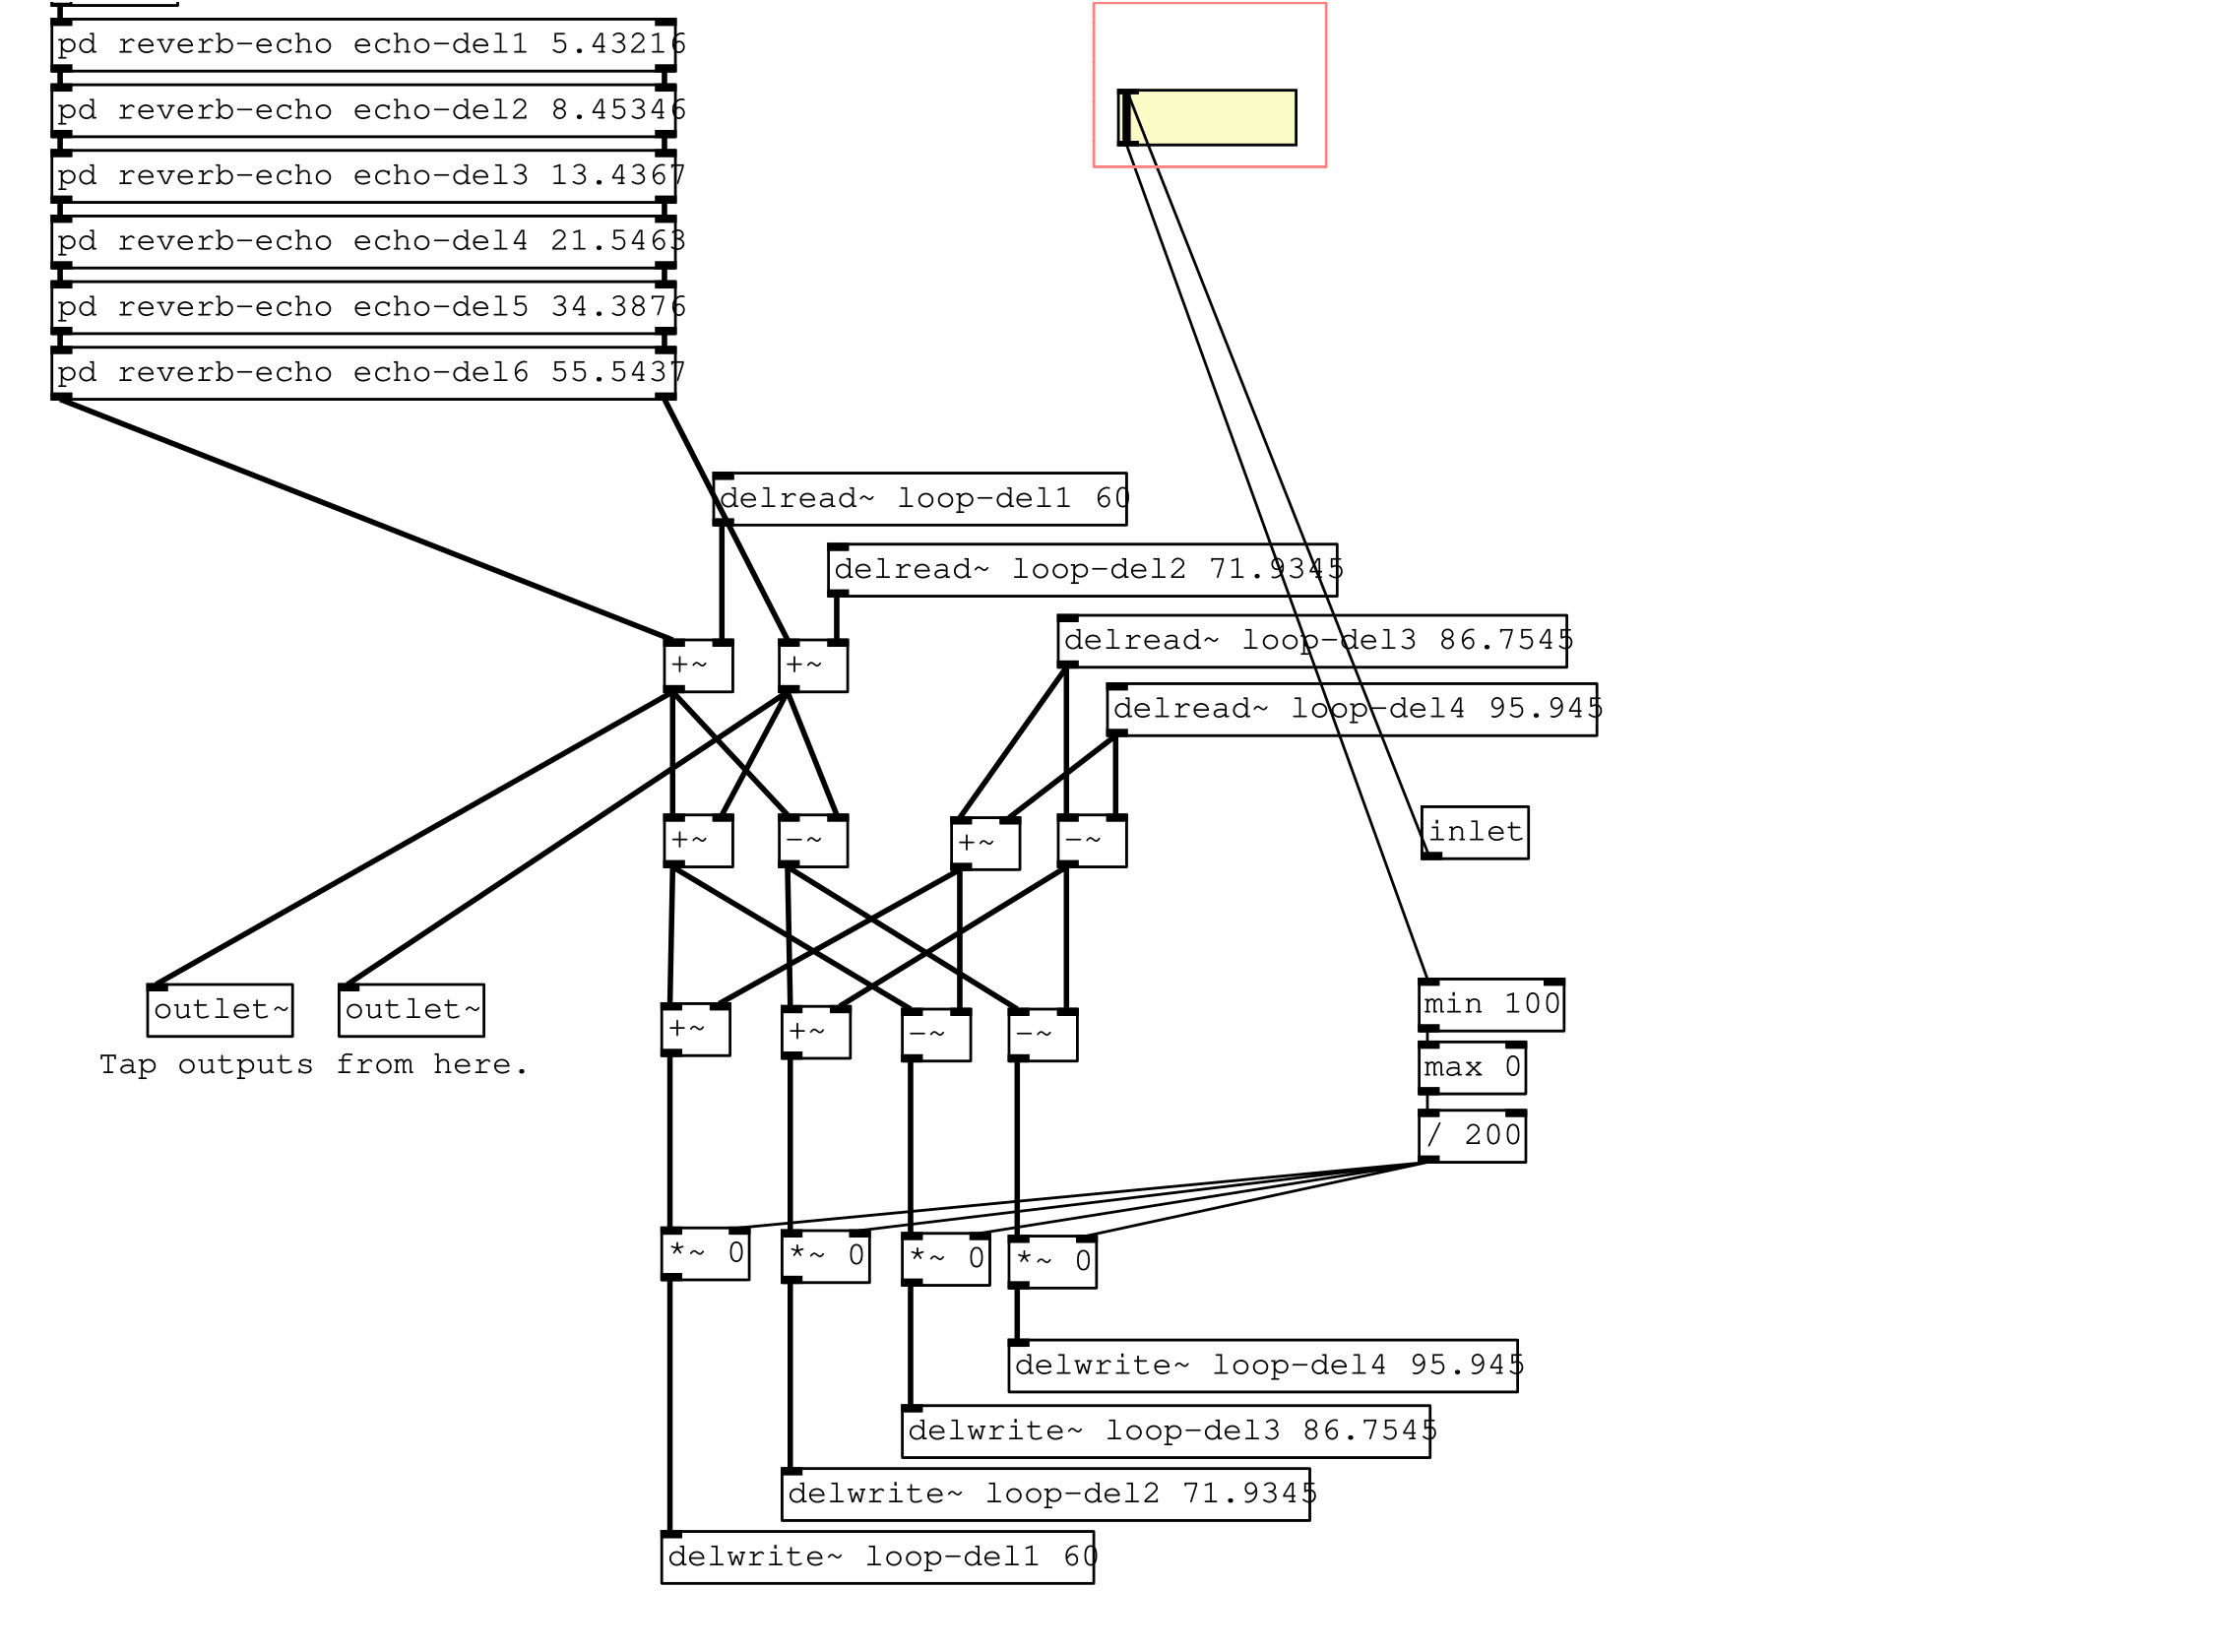 pd reverb-echo echo-del1 5.43216
pd reverb-echo echo-del2 8.45346
pd reverb-echo echo-del3 13.4367
pd reverb-echo echo-del4 21.5463
pd reverb-echo echo-del5 34.3876
pd reverb-echo echo-del6 55.5437
delread~ loop-del1 60
delread~ loop-del2 71.9345
delread~ loop-del3 86.7545
+~ +~
delread~ loop-del4 95.945
+~ -~ +~ -~
inlet
outlet~ outlet~
min 100
+~ +~ -~ -~
Tap outputs from here.
max 0
/ 200
*~ 0 *~ 0 *~ 0 *~ 0
delwrite~ loop-del4 95.945
delwrite~ loop-del3 86.7545
delwrite~ loop-del2 71.9345
delwrite~ loop-del1 60